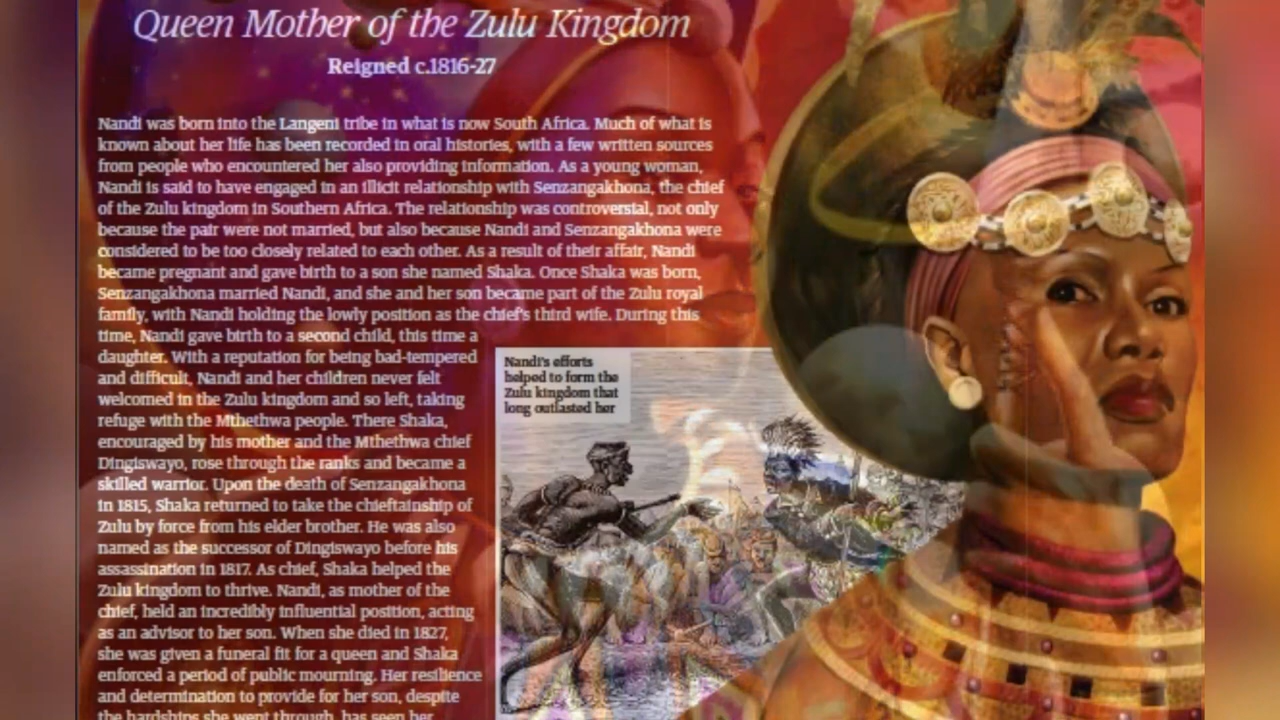 Queen Mother of the Zulu Kingdom
Reigned c.1816-27
Nandi was born into the Langeni tribe in what is now South Africa. Much of what is
known about her life has been recorded in oral histories, with a few written sources
from people who encountered her also providing information. As a young woman,
Nandi is said to have engaged in an illicit relationship with Senzangakhona, the chief
of the Zulu kingdom in Southern Africa. The relationship was controversial, not only
because the pair were not married, but also because Nandi and Senzangakhona were
considered to be too closely related to each other. As a result of their affair, Nandi
became pregnant and gave birth to a son she named Shaka. Once Shaka was born,
Senzangakhona married Nandi, and she and her son became part of the Zulu royal
family, with Nandi holding the lowly position as the chief's third wife. During this
time, Nandi gave birth to a second child, this time a
daughter. With a reputation for being bad-tempered
and difficult, Nandi and her children never felt
welcomed in the Zulu kingdom and so left, taking
refuge with the Mthethwa people. There Shaka,
encouraged by his mother and the Mthethwa chief
Dingiswayo, rose through the ranks and became a
skilled warrior. Upon the death of Senzangakhona
in 1815, Shaka returned to take the chieftainship of
Zulu by force from his elder brother. He was also
named as the successor of Dingiswayo before his
assassination in 1817. As chief, Shaka helped the
Zulu kingdom to thrive. Nandi, as mother of the
chief, held an incredibly influential position, acting
as an advisor to her son. When she died in 1827,
she was given a funeral fit for a queen and Shaka
enforced a period of public mourning. Her resilience
and determination to provide for her son, despite
the hardships she went through, has seen her
Nandi's efforts
helped to form the
Zulu kingdom that
long outlasted her